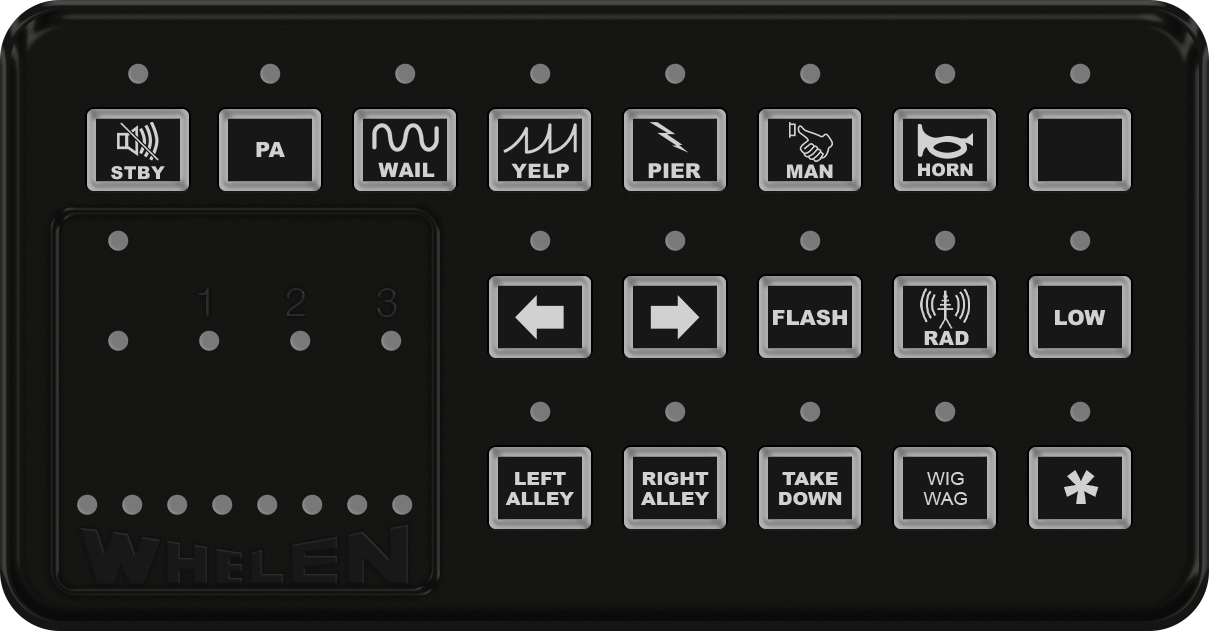 STBY
PA
WAIL
YELP
PIER
MAN
HORN
1 2 3
FLASH
RAD
LOW
LEFT
ALLEY
RIGHT
ALLEY
TAKE
DOWN
WIG
WAG
*
WHELEN